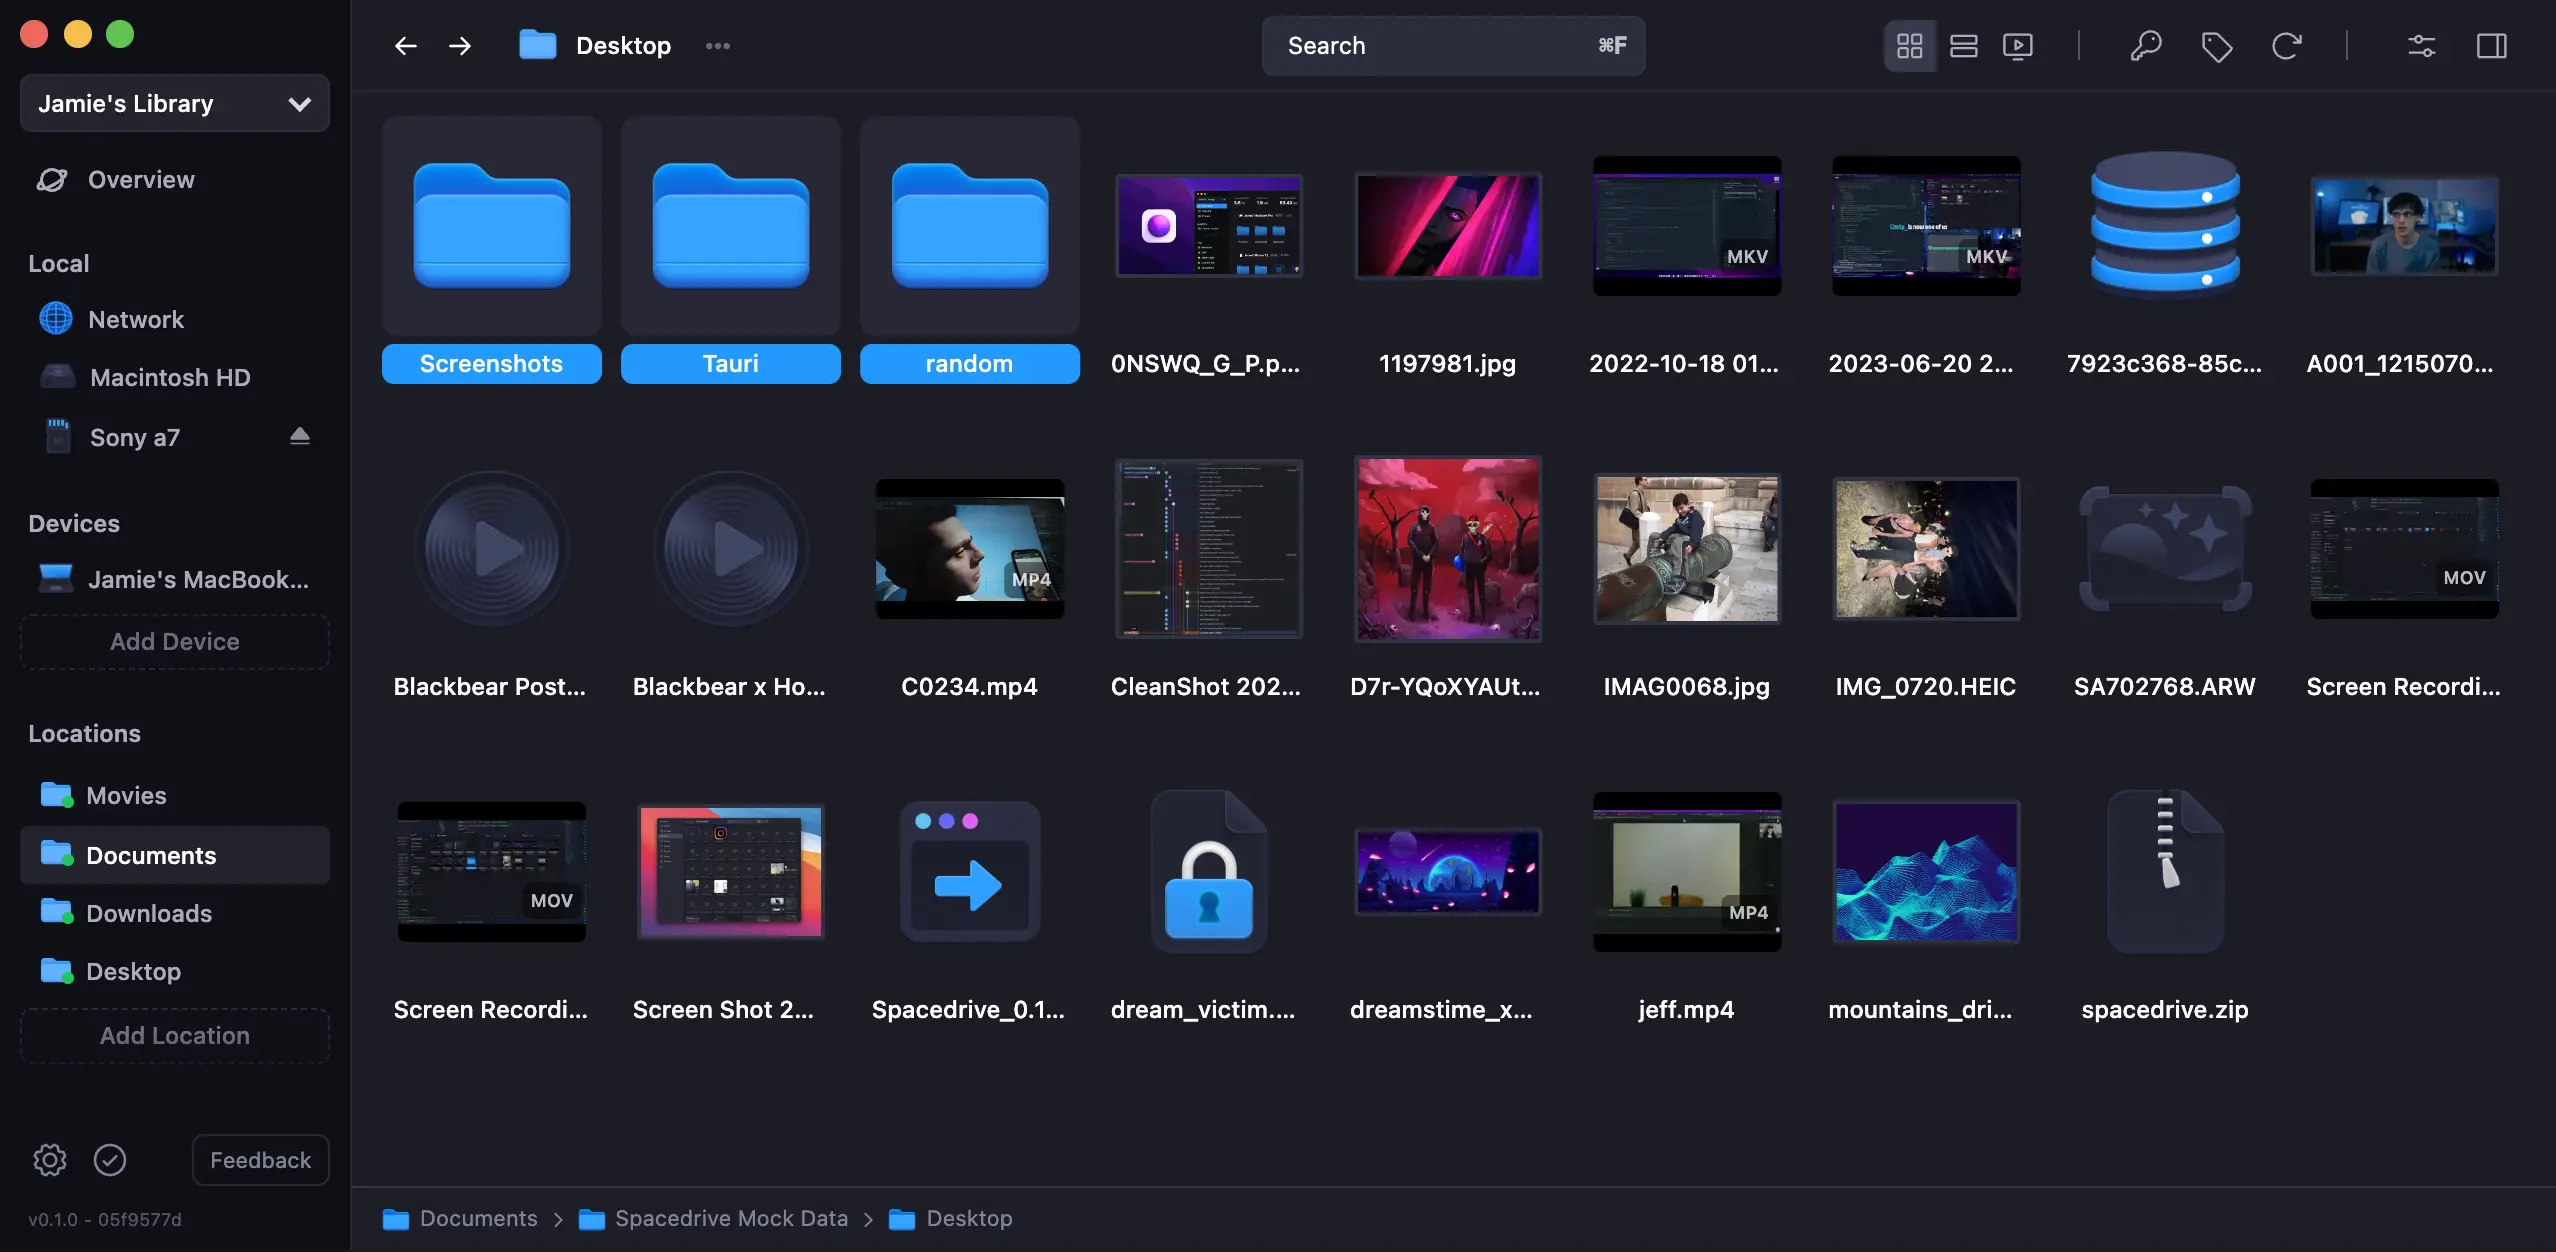 Jamie's Library
Overview
Local
Network
Macintosh HD
Sony a7
Devices
Jamie's MacBook...
Add Device
Locations
Movies
Documents
Downloads
Desktop
Add Location
Feedback
v0.1.0 - 05f9577d
Desktop
Search ⌘F
Screenshots
Tauri
random
0NSWQ_G_P.p...
1197981.jpg
MKV
2022-10-18 01...
MKV
2023-06-20 2...
7923c368-85c...
A001_1215070...
Blackbear Post...
Blackbear x Ho...
MP4
C0234.mp4
CleanShot 202...
D7r-YQoXYAUt...
IMAG0068.jpg
IMG_0720.HEIC
SA702768.ARW
MOV
Screen Recordi...
MOV
Screen Recordi...
Screen Shot 2...
Spacedrive_0.1...
dream_victim....
dreamstime_x...
MP4
jeff.mp4
mountains_dri...
spacedrive.zip
Documents > Spacedrive Mock Data > Desktop